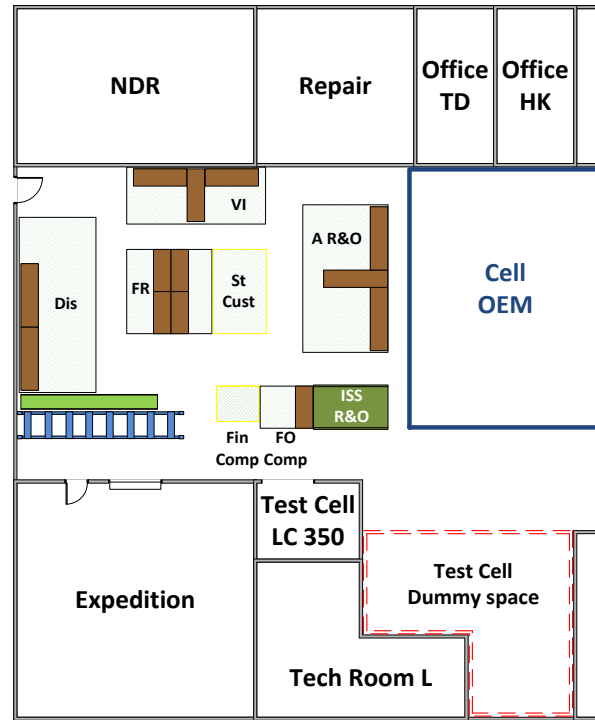 NDR
Repair
Office
TD
Office
HK
VI
A R&O
Cell
OEM
Dis
FR
St
Cust
ISS
R&O
Fin
Comp
FO
Comp
Test Cell
LC 350
Expedition
Test Cell
Dummy space
Tech Room L